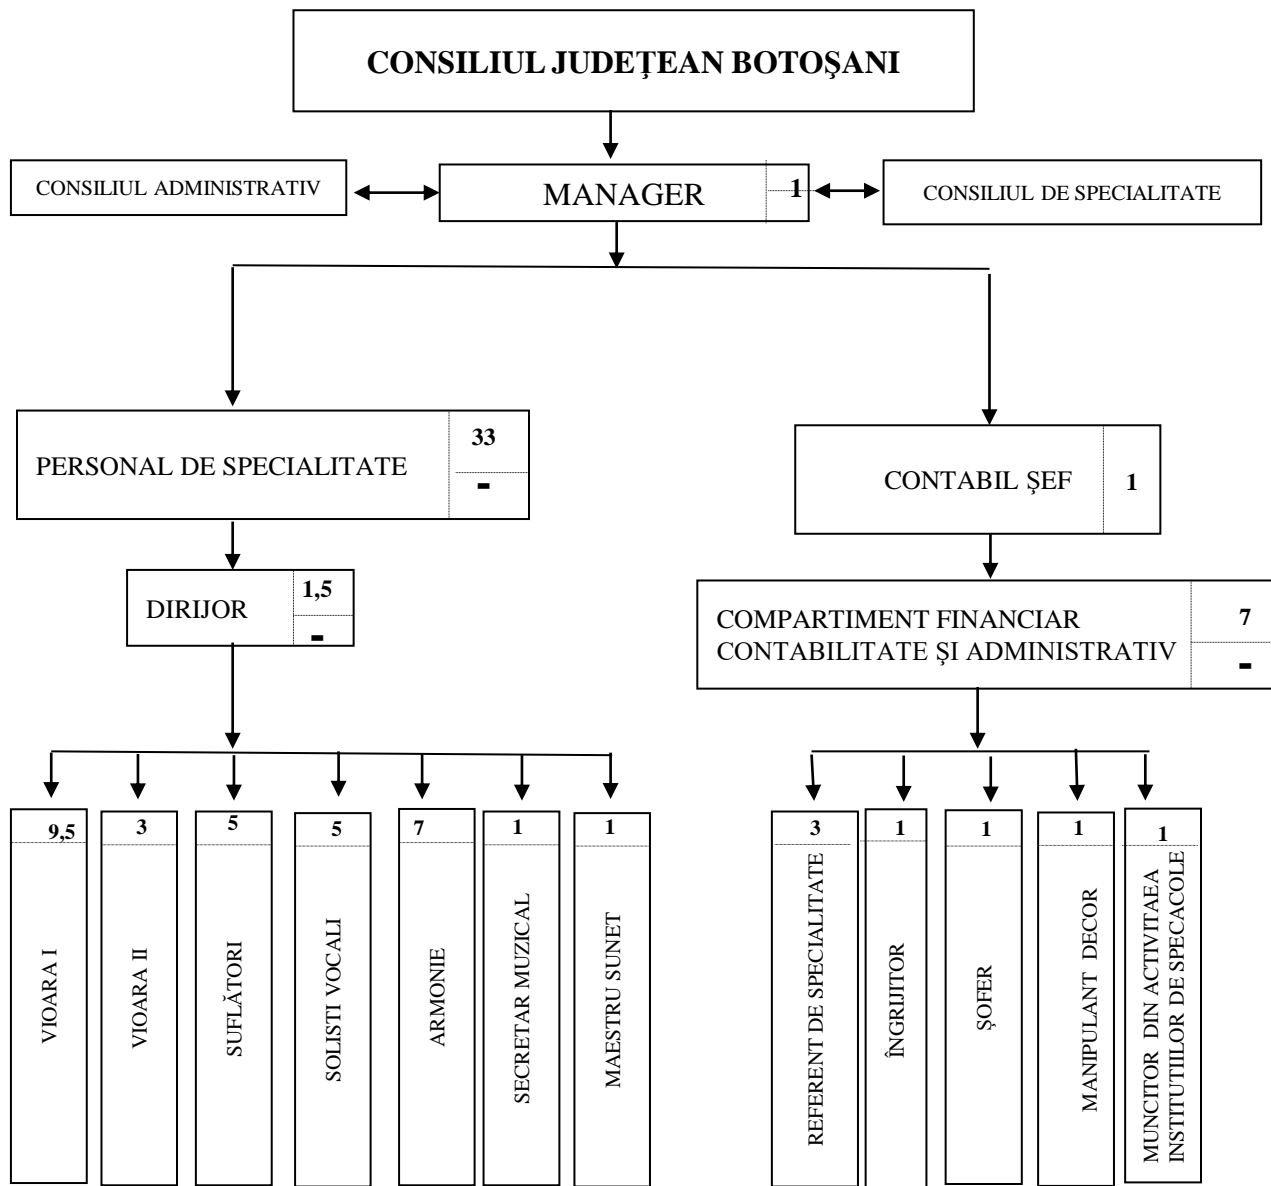 CONSILIUL JUDEŢEAN BOTOŞANI
CONSILIUL ADMINISTRATIV
MANAGER
1
CONSILIUL DE SPECIALITATE
PERSONAL DE SPECIALITATE
33
-
CONTABIL ŞEF
1
DIRIJOR
1,5
-
COMPARTIMENT FINANCIAR
CONTABILITATE ŞI ADMINISTRATIV
7
-
9,5
VIOARA I
3
VIOARA II
5
SUFLĂTORI
5
SOLISTI VOCALI
7
ARMONIE
1
SECRETAR MUZICAL
1
MAESTRU SUNET
3
REFERENT DE SPECIALITATE
1
ÎNGRIJITOR
1
ŞOFER
1
MANIPULANT DECOR
1
MUNCITOR DIN ACTIVITAEA
INSTITUTIILOR DE SPECACOLE